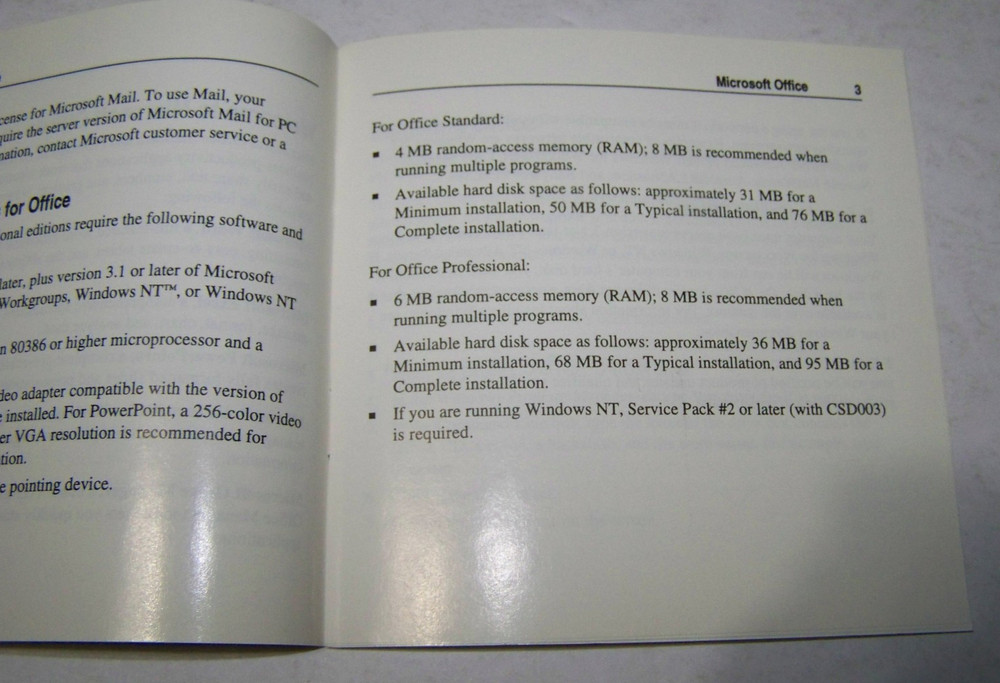 cense for Microsoft Mail. To use Mail, your
quire the server version of Microsoft Mail for PC
mation, contact Microsoft customer service or a
for Office
onal editions require the following software and
later, plus version 3.1 or later of Microsoft
Workgroups, Windows NT™, or Windows NT
n 80386 or higher microprocessor and a
deo adapter compatible with the version of
e installed. For PowerPoint, a 256-color video
er VGA resolution is recommended for
tion.
e pointing device.
Microsoft Office 3
For Office Standard:
▪ 4 MB random-access memory (RAM); 8 MB is recommended when
running multiple programs.
▪ Available hard disk space as follows: approximately 31 MB for a
Minimum installation, 50 MB for a Typical installation, and 76 MB for a
Complete installation.
For Office Professional:
▪ 6 MB random-access memory (RAM); 8 MB is recommended when
running multiple programs.
▪ Available hard disk space as follows: approximately 36 MB for a
Minimum installation, 68 MB for a Typical installation, and 95 MB for a
Complete installation.
▪ If you are running Windows NT, Service Pack #2 or later (with CSD003)
is required.